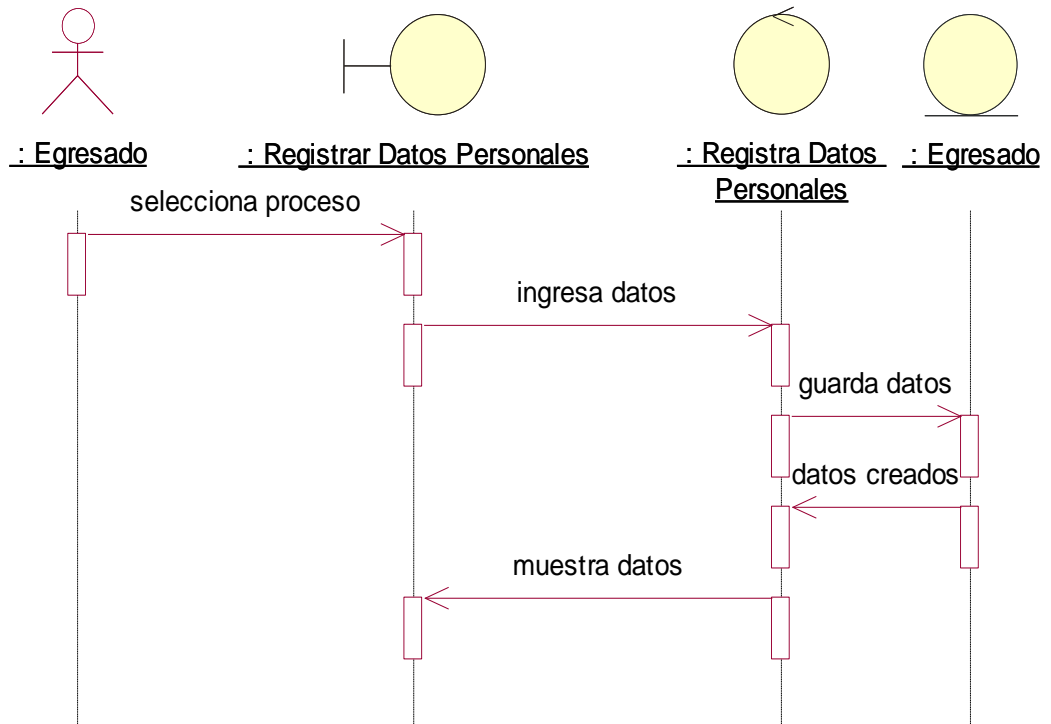 : Egresado
: Registrar Datos Personales
: Registra Datos
Personales
: Egresado
selecciona proceso
ingresa datos
guarda datos
datos creados
muestra datos